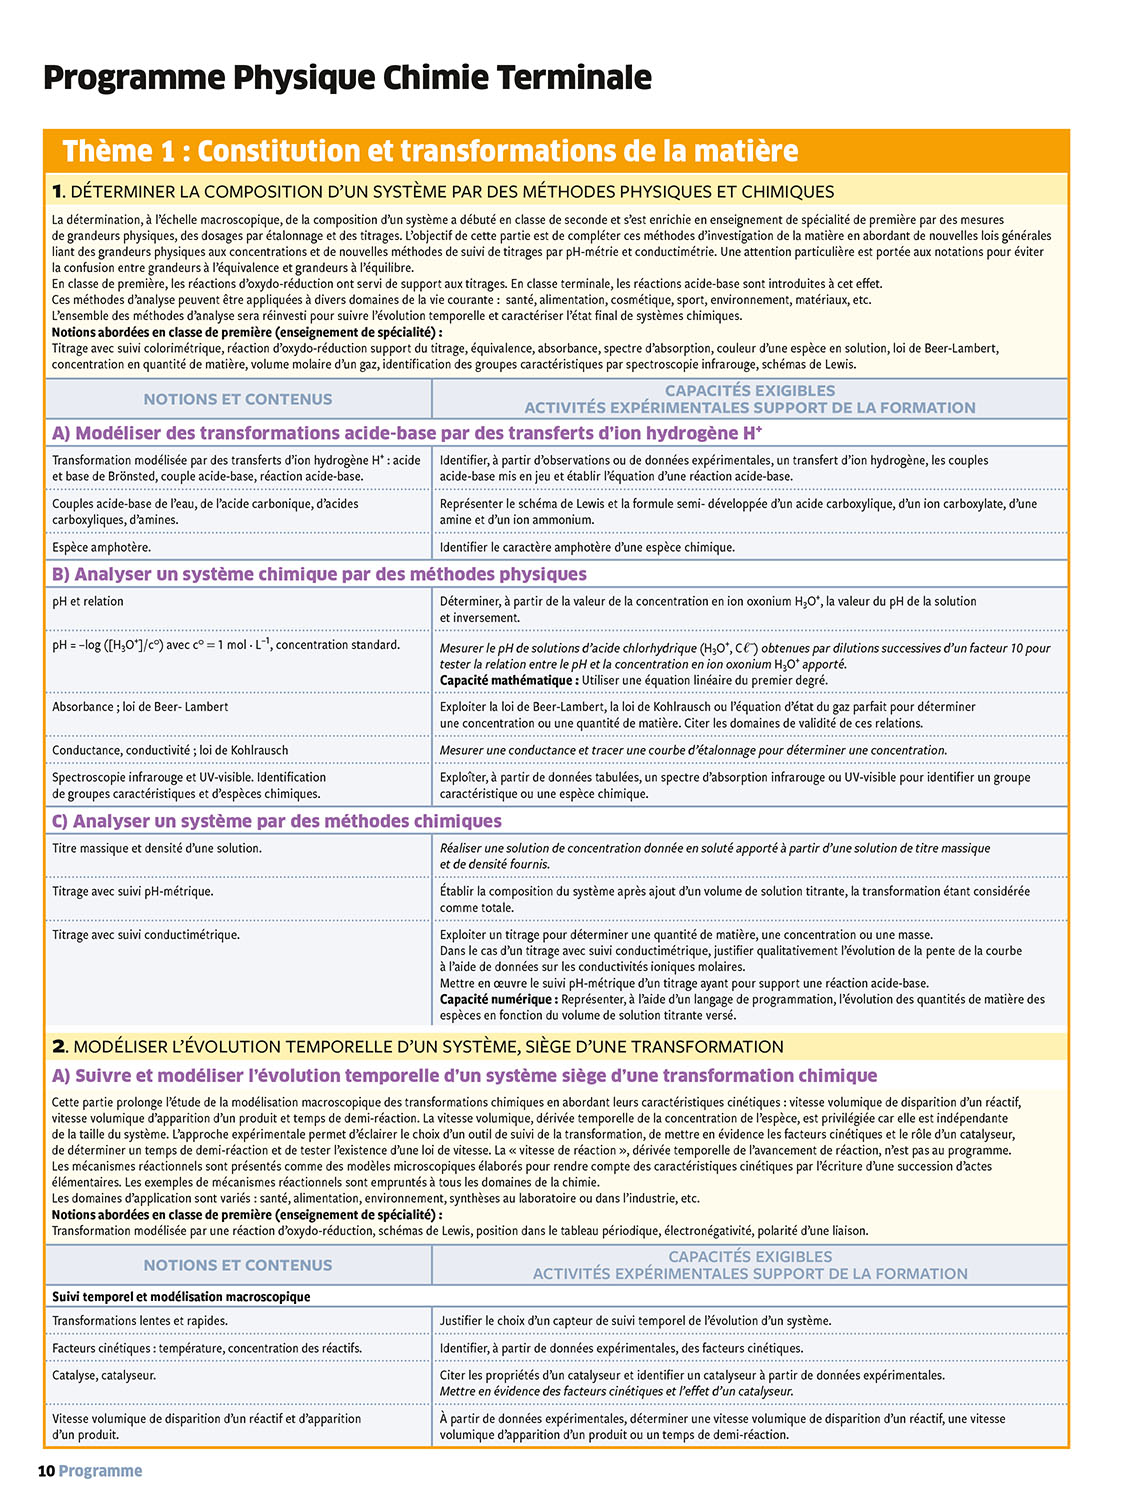 Programme Physique Chimie Terminale
Thème 1 : Constitution et transformations de la matière
1. DÉTERMINER LA COMPOSITION D'UN SYSTÈME PAR DES MÉTHODES PHYSIQUES ET CHIMIQUES
La détermination, à l'échelle macroscopique, de la composition d'un système a débuté en classe de seconde et s'est enrichie en enseignement de spécialité de première par des mesures
de grandeurs physiques, des dosages par étalonnage et des titrages. L'objectif de cette partie est de compléter ces méthodes d'investigation de la matière en abordant de nouvelles lois générales
liant des grandeurs physiques aux concentrations et de nouvelles méthodes de suivi de titrages par pH-métrie et conductimétrie. Une attention particulière est portée aux notations pour éviter
la confusion entre grandeurs à l'équivalence et grandeurs à l'équilibre.
En classe de première, les réactions d'oxydo-réduction ont servi de support aux titrages. En classe terminale, les réactions acide-base sont introduites à cet effet.
Ces méthodes d'analyse peuvent être appliquées à divers domaines de la vie courante : santé, alimentation, cosmétique, sport, environnement, matériaux, etc.
L'ensemble des méthodes d'analyse sera réinvesti pour suivre l'évolution temporelle et caractériser l'état final de systèmes chimiques.
Notions abordées en classe de première (enseignement de spécialité) :
Titrage avec suivi colorimétrique, réaction d'oxydo-réduction support du titrage, équivalence, absorbance, spectre d'absorption, couleur d'une espèce en solution, loi de Beer-Lambert,
concentration en quantité de matière, volume molaire d'un gaz, identification des groupes caractéristiques par spectroscopie infrarouge, schémas de Lewis.
NOTIONS ET CONTENUS
CAPACITÉS EXIGIBLES
ACTIVITÉS EXPÉRIMENTALES SUPPORT DE LA FORMATION
A) Modéliser des transformations acide-base par des transferts d'ion hydrogène H⁺
Transformation modélisée par des transferts d'ion hydrogène H⁺ : acide
et base de Brönsted, couple acide-base, réaction acide-base.
Identifier, à partir d'observations ou de données expérimentales, un transfert d'ion hydrogène, les couples
acide-base mis en jeu et établir l'équation d'une réaction acide-base.
Couples acide-base de l'eau, de l'acide carbonique, d'acides
carboxyliques, d'amines.
Représenter le schéma de Lewis et la formule semi- développée d'un acide carboxylique, d'un ion carboxylate, d'une
amine et d'un ion ammonium.
Espèce amphotère.
Identifier le caractère amphotère d'une espèce chimique.
B) Analyser un système chimique par des méthodes physiques
pH et relation
Déterminer, à partir de la valeur de la concentration en ion oxonium H₃O⁺, la valeur du pH de la solution
et inversement.
pH = –log ([H₃O⁺]/c°) avec c° = 1 mol · L⁻¹, concentration standard.
Mesurer le pH de solutions d'acide chlorhydrique (H₃O⁺, Cℓ⁻) obtenues par dilutions successives d'un facteur 10 pour
tester la relation entre le pH et la concentration en ion oxonium H₃O⁺ apporté.
Capacité mathématique : Utiliser une équation linéaire du premier degré.
Absorbance ; loi de Beer- Lambert
Exploiter la loi de Beer-Lambert, la loi de Kohlrausch ou l'équation d'état du gaz parfait pour déterminer
une concentration ou une quantité de matière. Citer les domaines de validité de ces relations.
Conductance, conductivité ; loi de Kohlrausch
Mesurer une conductance et tracer une courbe d'étalonnage pour déterminer une concentration.
Spectroscopie infrarouge et UV-visible. Identification
de groupes caractéristiques et d'espèces chimiques.
Exploîter, à partir de données tabulées, un spectre d'absorption infrarouge ou UV-visible pour identifier un groupe
caractéristique ou une espèce chimique.
C) Analyser un système par des méthodes chimiques
Titre massique et densité d'une solution.
Réaliser une solution de concentration donnée en soluté apporté à partir d'une solution de titre massique
et de densité fournis.
Titrage avec suivi pH-métrique.
Établir la composition du système après ajout d'un volume de solution titrante, la transformation étant considérée
comme totale.
Titrage avec suivi conductimétrique.
Exploiter un titrage pour déterminer une quantité de matière, une concentration ou une masse.
Dans le cas d'un titrage avec suivi conductimétrique, justifier qualitativement l'évolution de la pente de la courbe
à l'aide de données sur les conductivités ioniques molaires.
Mettre en œuvre le suivi pH-métrique d'un titrage ayant pour support une réaction acide-base.
Capacité numérique : Représenter, à l'aide d'un langage de programmation, l'évolution des quantités de matière des
espèces en fonction du volume de solution titrante versé.
2. MODÉLISER L'ÉVOLUTION TEMPORELLE D'UN SYSTÈME, SIÈGE D'UNE TRANSFORMATION
A) Suivre et modéliser l'évolution temporelle d'un système siège d'une transformation chimique
Cette partie prolonge l'étude de la modélisation macroscopique des transformations chimiques en abordant leurs caractéristiques cinétiques : vitesse volumique de disparition d'un réactif,
vitesse volumique d'apparition d'un produit et temps de demi-réaction. La vitesse volumique, dérivée temporelle de la concentration de l'espèce, est privilégiée car elle est indépendante
de la taille du système. L'approche expérimentale permet d'éclairer le choix d'un outil de suivi de la transformation, de mettre en évidence les facteurs cinétiques et le rôle d'un catalyseur,
de déterminer un temps de demi-réaction et de tester l'existence d'une loi de vitesse. La « vitesse de réaction », dérivée temporelle de l'avancement de réaction, n'est pas au programme.
Les mécanismes réactionnels sont présentés comme des modèles microscopiques élaborés pour rendre compte des caractéristiques cinétiques par l'écriture d'une succession d'actes
élémentaires. Les exemples de mécanismes réactionnels sont empruntés à tous les domaines de la chimie.
Les domaines d'application sont variés : santé, alimentation, environnement, synthèses au laboratoire ou dans l'industrie, etc.
Notions abordées en classe de première (enseignement de spécialité) :
Transformation modélisée par une réaction d'oxydo-réduction, schémas de Lewis, position dans le tableau périodique, électronégativité, polarité d'une liaison.
NOTIONS ET CONTENUS
CAPACITÉS EXIGIBLES
ACTIVITÉS EXPÉRIMENTALES SUPPORT DE LA FORMATION
Suivi temporel et modélisation macroscopique
Transformations lentes et rapides.
Justifier le choix d'un capteur de suivi temporel de l'évolution d'un système.
Facteurs cinétiques : température, concentration des réactifs.
Identifier, à partir de données expérimentales, des facteurs cinétiques.
Catalyse, catalyseur.
Citer les propriétés d'un catalyseur et identifier un catalyseur à partir de données expérimentales.
Mettre en évidence des facteurs cinétiques et l'effet d'un catalyseur.
Vitesse volumique de disparition d'un réactif et d'apparition
d'un produit.
À partir de données expérimentales, déterminer une vitesse volumique de disparition d'un réactif, une vitesse
volumique d'apparition d'un produit ou un temps de demi-réaction.
10 Programme